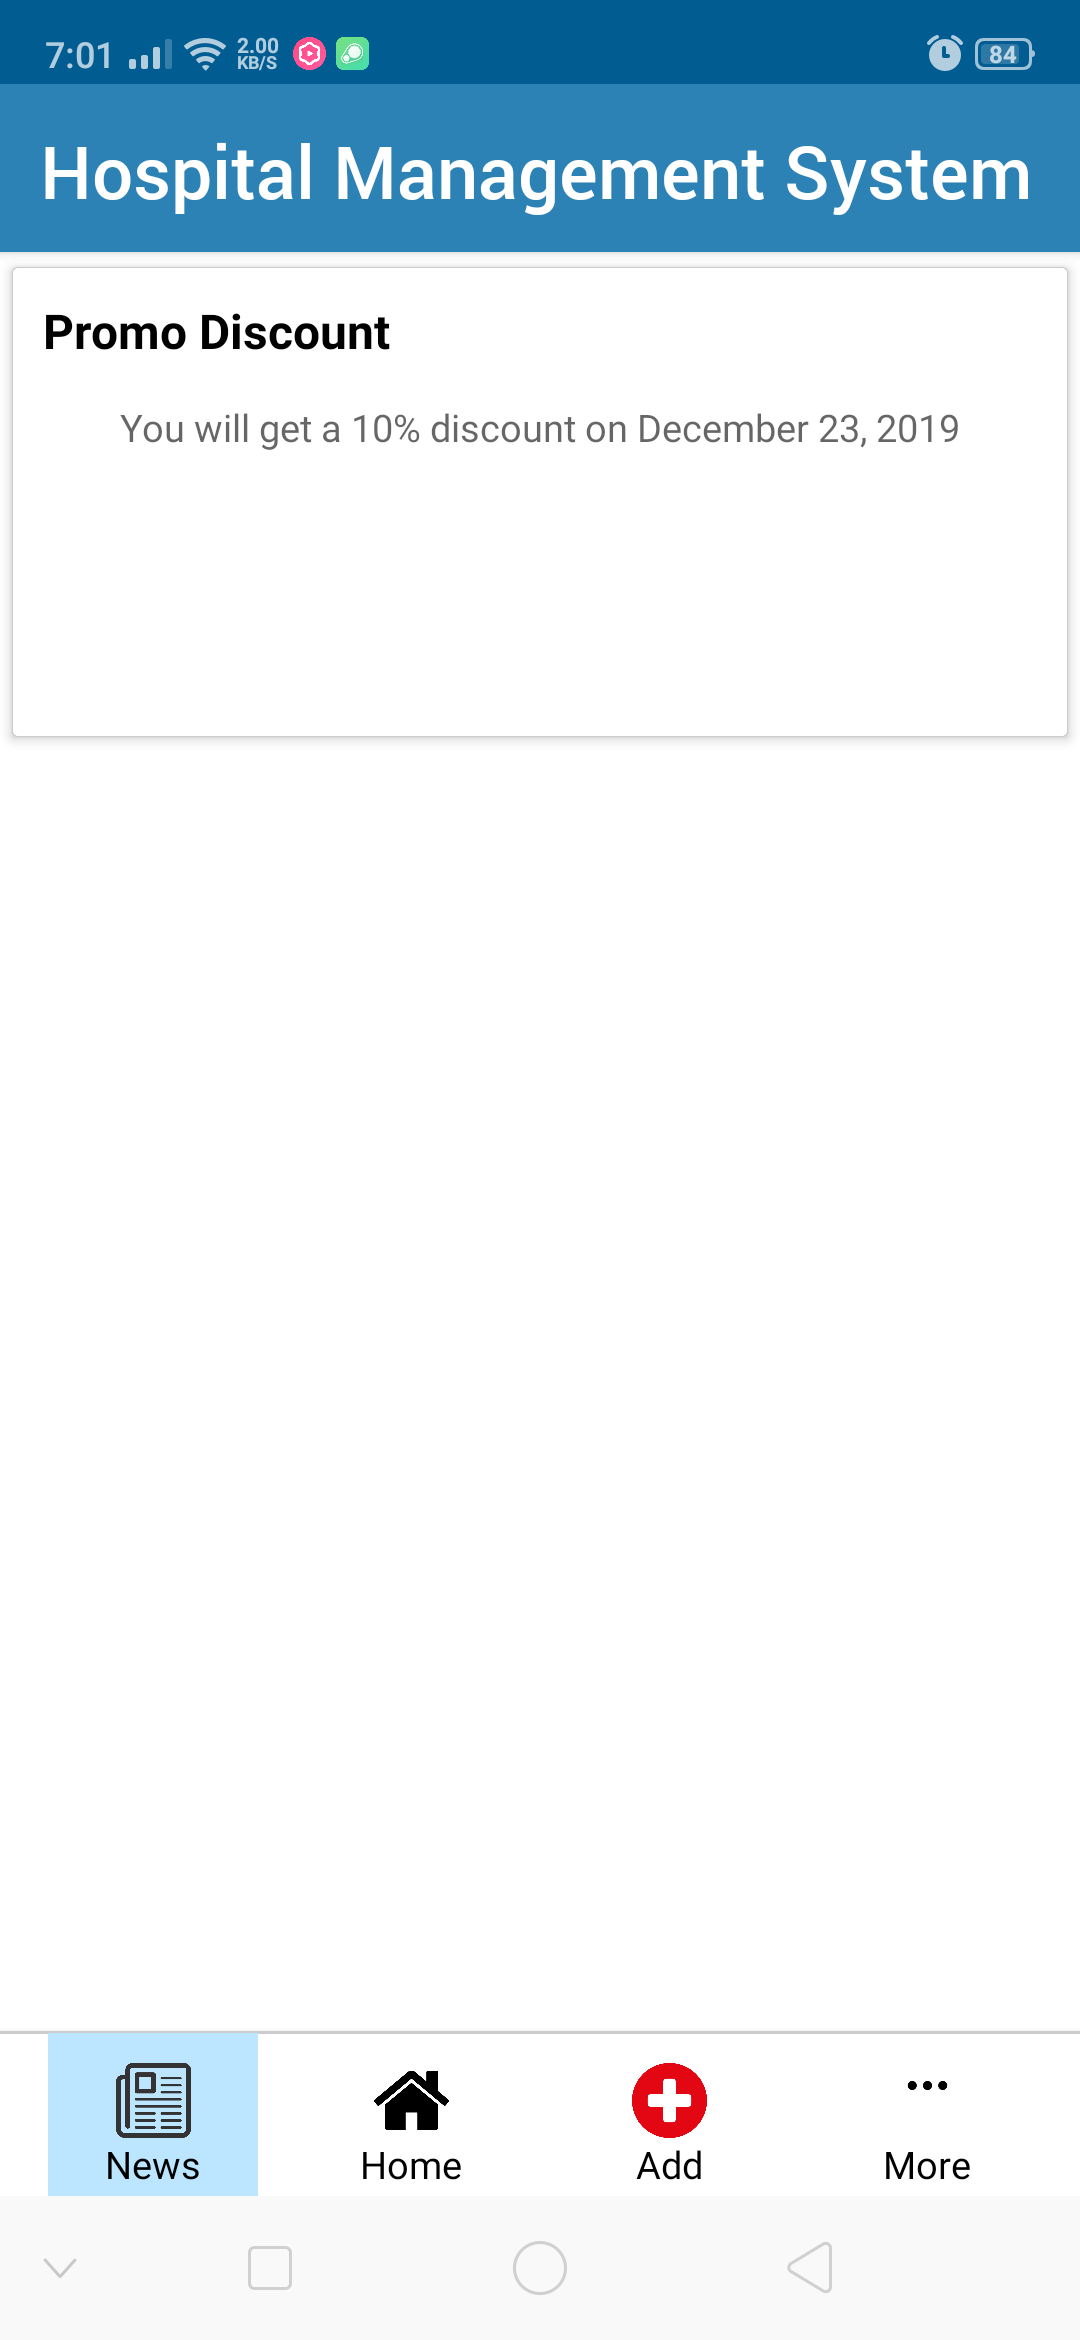 7:01 2.00 KB/S 84
Hospital Management System
Promo Discount
You will get a 10% discount on December 23, 2019
News Home Add More